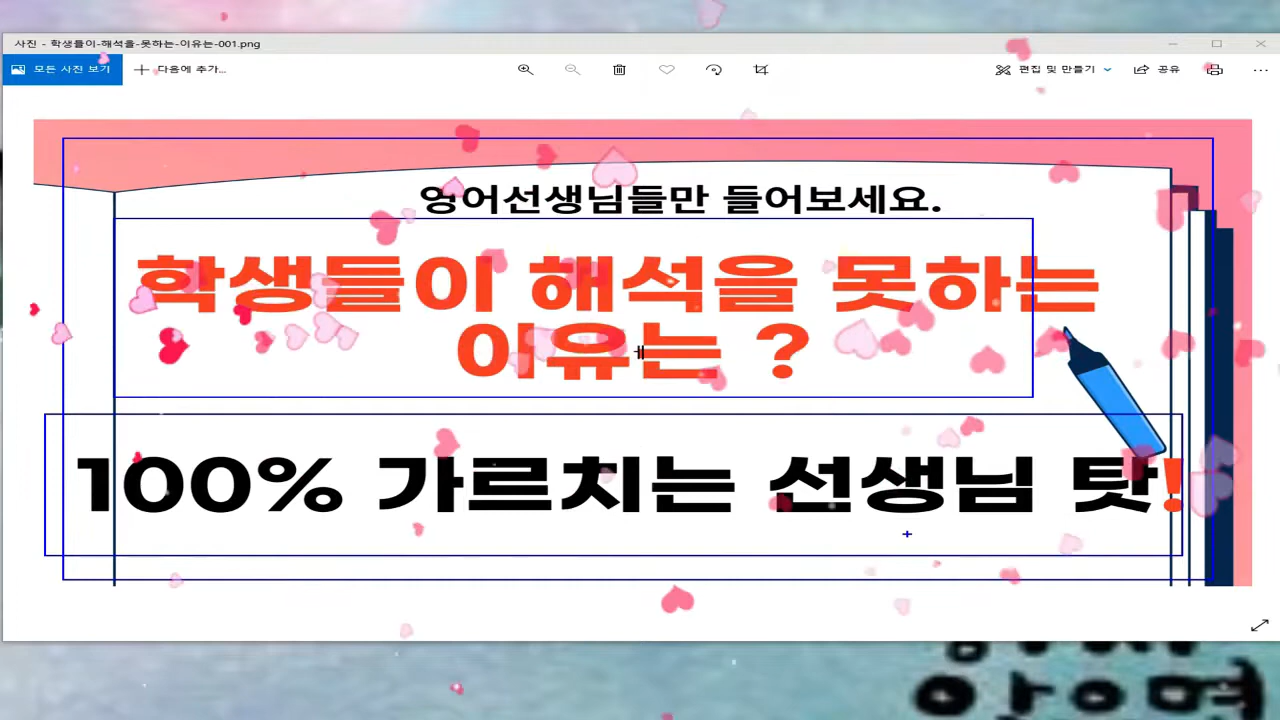 사진 - 학생들이-해석을-못하는-이유는-001.png
모든 사진 보기
다음에 추가...
편집 및 만들기
공유
영어선생님들만 들어보세요.
학생들이 해석을 못하는
이유는 ?
100% 가르치는 선생님 탓!